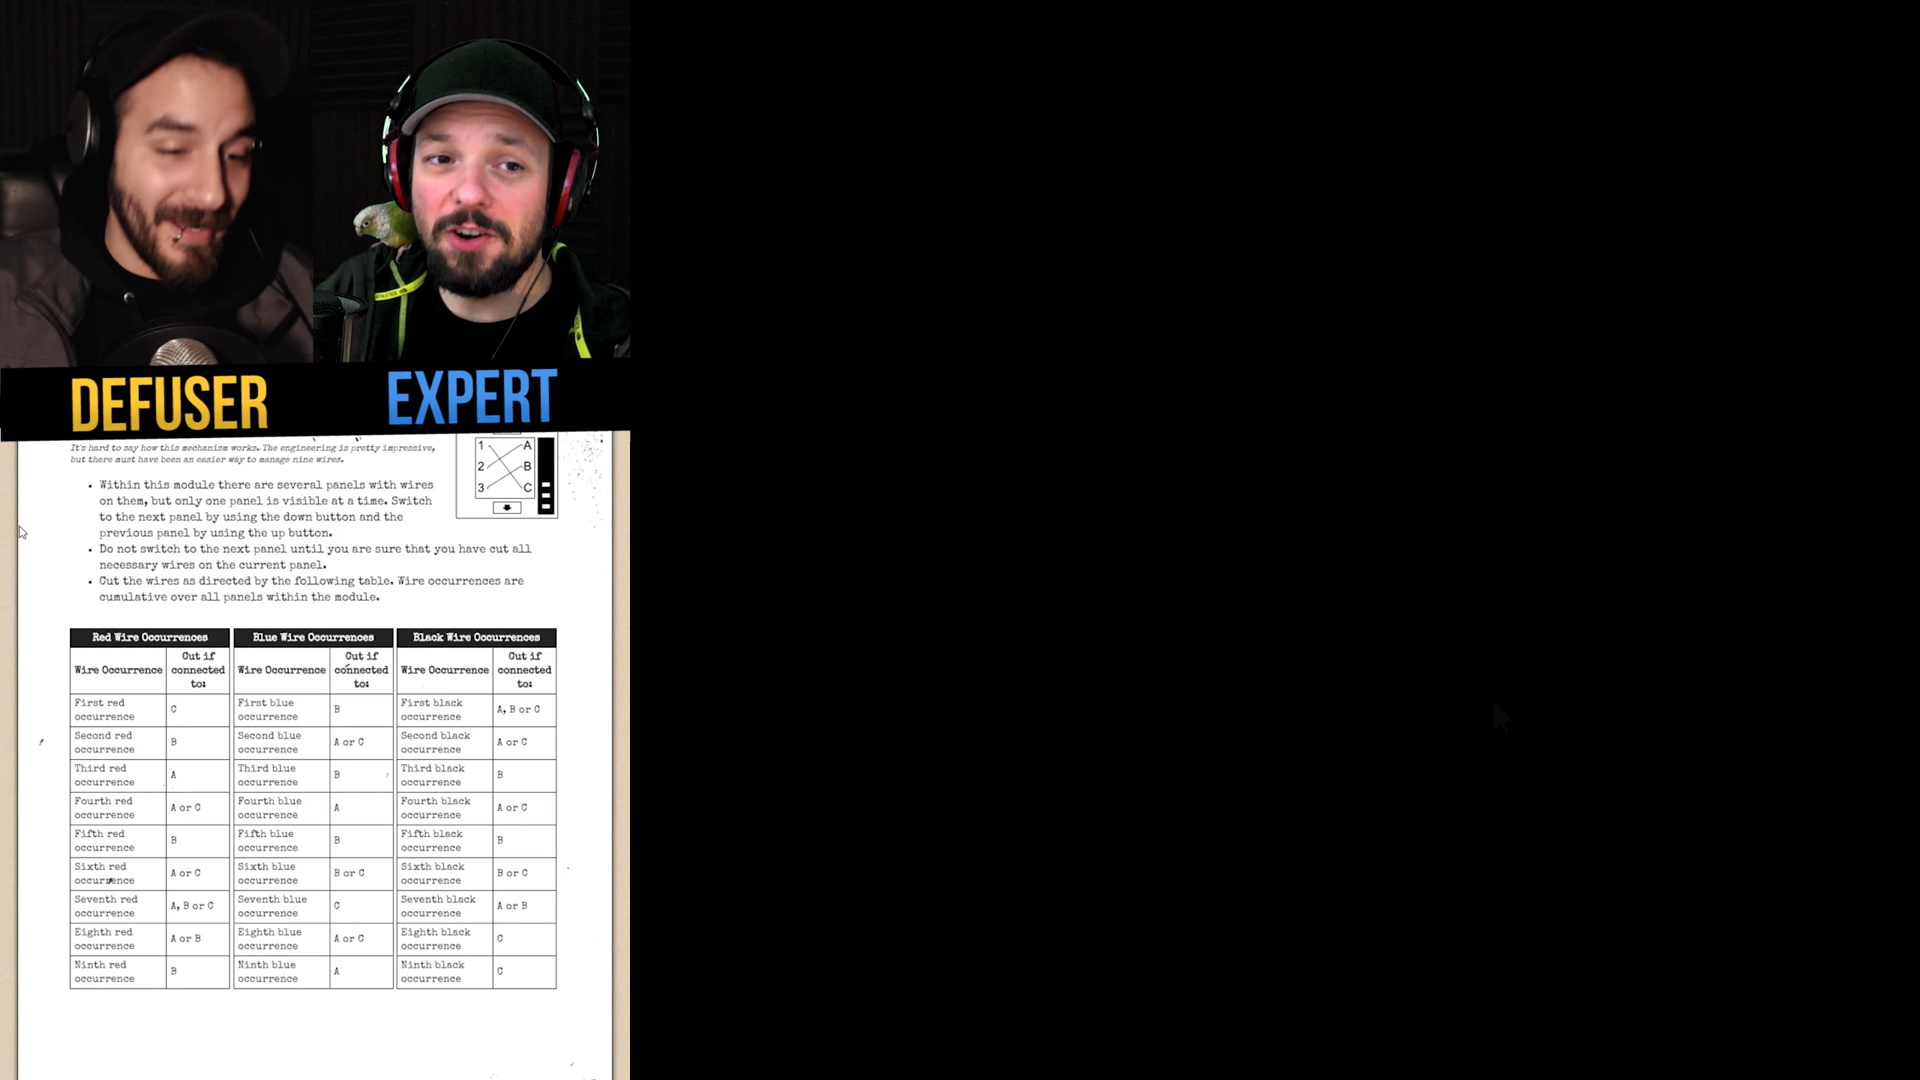 DEFUSER
EXPERT
It's hard to say how this mechanism works. The engineering is pretty impressive,
but there must have been an easier way to manage nine wires.
1 A
2 B
3 C
• Within this module there are several panels with wires
on them, but only one panel is visible at a time. Switch
to the next panel by using the down button and the
previous panel by using the up button.
• Do not switch to the next panel until you are sure that you have cut all
necessary wires on the current panel.
• Cut the wires as directed by the following table. Wire occurrences are
cumulative over all panels within the module.
Red Wire Occurrences
Wire Occurrence
Cut if
connected
to:
First red
occurrence
C
Second red
occurrence
B
Third red
occurrence
A
Fourth red
occurrence
A or C
Fifth red
occurrence
B
Sixth red
occurrence
A or C
Seventh red
occurrence
A, B or C
Eighth red
occurrence
A or B
Ninth red
occurrence
B
Blue Wire Occurrences
Wire Occurrence
Cut if
connected
to:
First blue
occurrence
B
Second blue
occurrence
A or C
Third blue
occurrence
B
Fourth blue
occurrence
A
Fifth blue
occurrence
B
Sixth blue
occurrence
B or C
Seventh blue
occurrence
C
Eighth blue
occurrence
A or C
Ninth blue
occurrence
A
Black Wire Occurrences
Wire Occurrence
Cut if
connected
to:
First black
occurrence
A, B or C
Second black
occurrence
A or C
Third black
occurrence
B
Fourth black
occurrence
A or C
Fifth black
occurrence
B
Sixth black
occurrence
B or C
Seventh black
occurrence
A or B
Eighth black
occurrence
C
Ninth black
occurrence
C